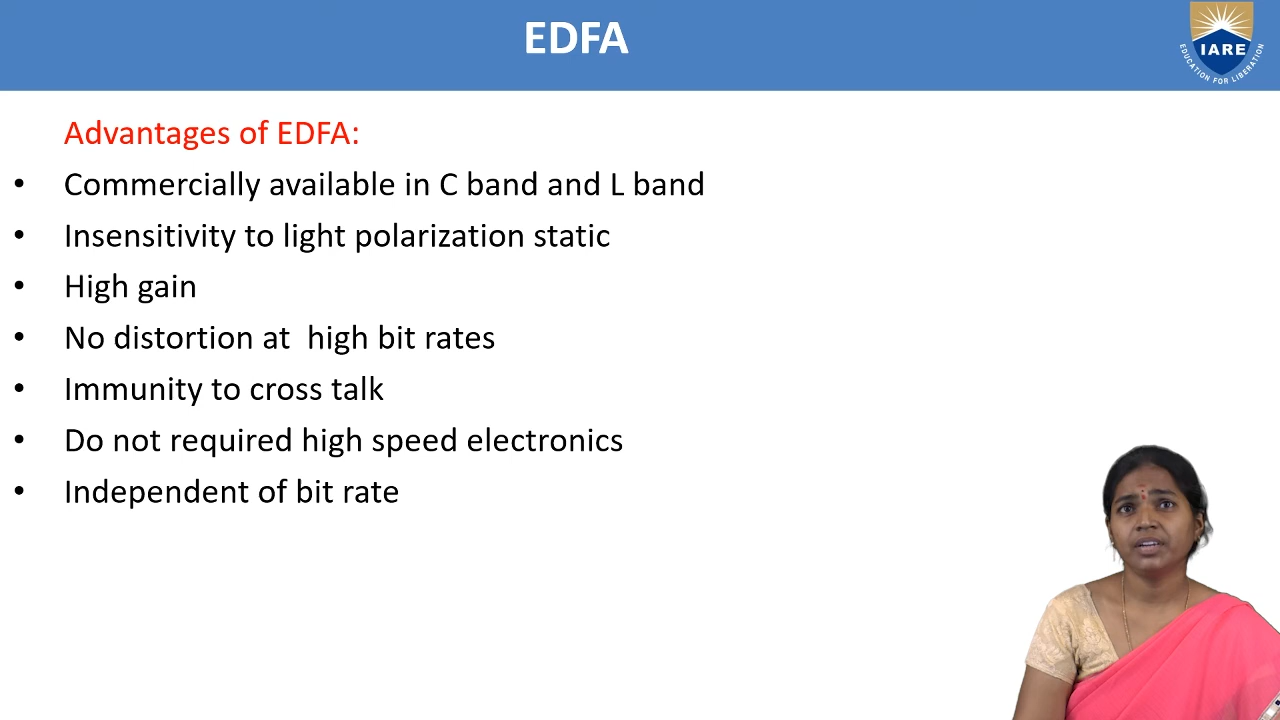 EDFA
IARE
EDUCATION FOR LIBERATION
Advantages of EDFA:
• Commercially available in C band and L band
• Insensitivity to light polarization static
• High gain
• No distortion at  high bit rates
• Immunity to cross talk
• Do not required high speed electronics
• Independent of bit rate